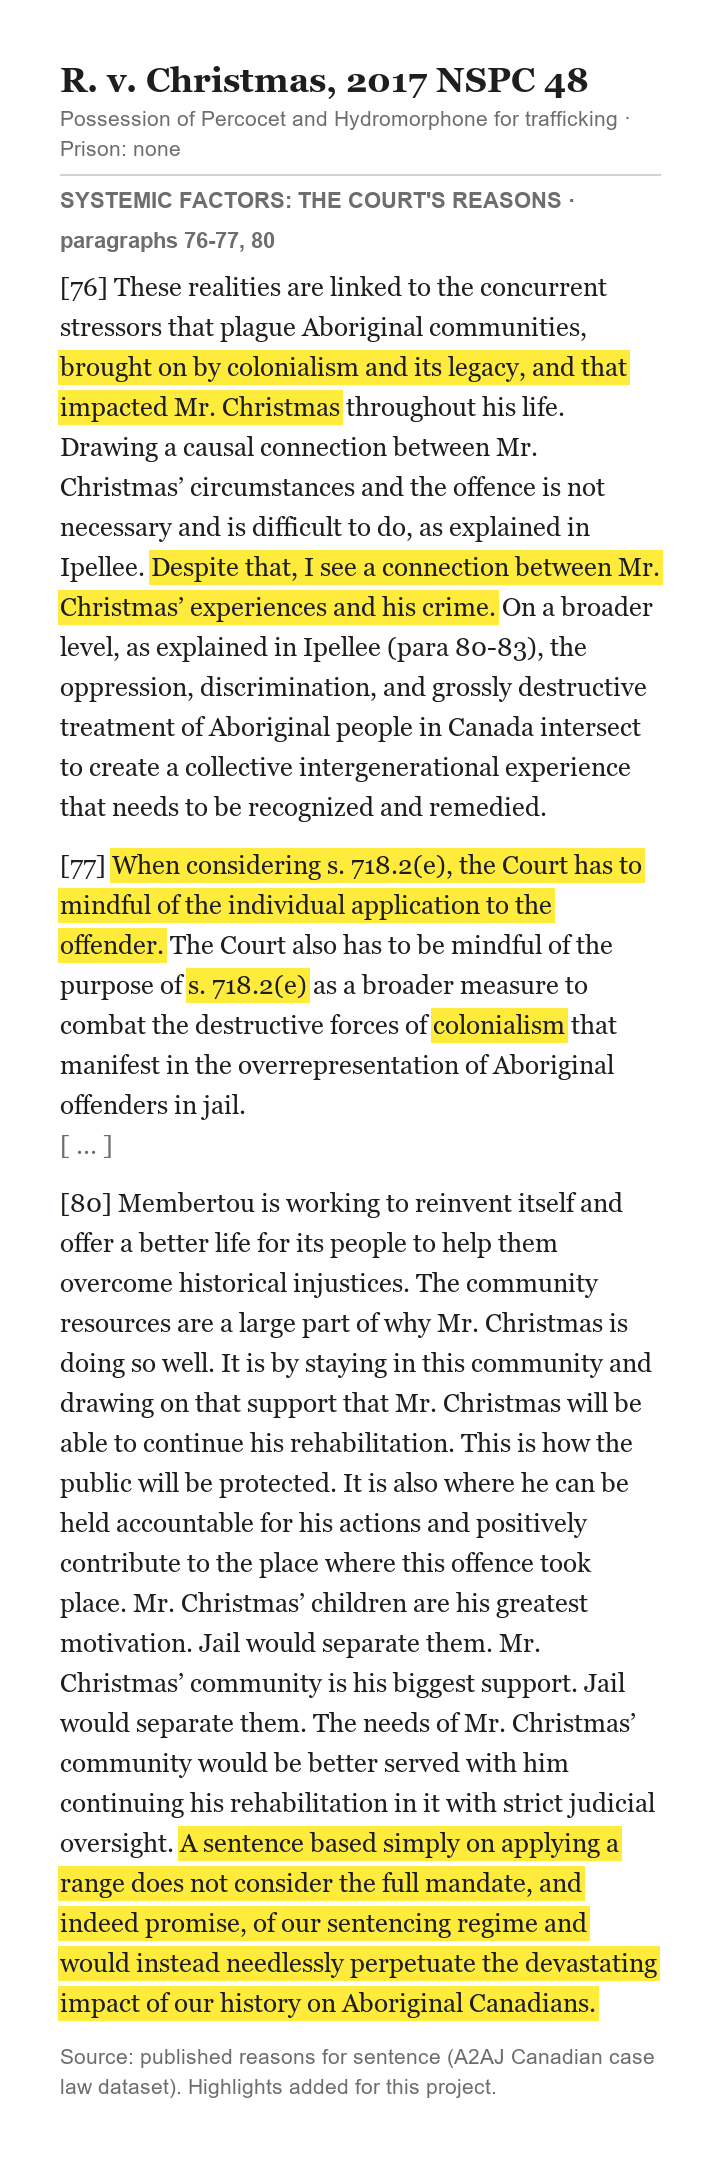 R. v. Christmas, 2017 NSPC 48
Possession of Percocet and Hydromorphone for trafficking ·
Prison: none
SYSTEMIC FACTORS: THE COURT'S REASONS ·
paragraphs 76-77, 80
[76] These realities are linked to the concurrent
stressors that plague Aboriginal communities,
brought on by colonialism and its legacy, and that
impacted Mr. Christmas throughout his life.
Drawing a causal connection between Mr.
Christmas’ circumstances and the offence is not
necessary and is difficult to do, as explained in
Ipellee. Despite that, I see a connection between Mr.
Christmas’ experiences and his crime. On a broader
level, as explained in Ipellee (para 80-83), the
oppression, discrimination, and grossly destructive
treatment of Aboriginal people in Canada intersect
to create a collective intergenerational experience
that needs to be recognized and remedied.
[77] When considering s. 718.2(e), the Court has to
mindful of the individual application to the
offender. The Court also has to be mindful of the
purpose of s. 718.2(e) as a broader measure to
combat the destructive forces of colonialism that
manifest in the overrepresentation of Aboriginal
offenders in jail.
[ ... ]
[80] Membertou is working to reinvent itself and
offer a better life for its people to help them
overcome historical injustices. The community
resources are a large part of why Mr. Christmas is
doing so well. It is by staying in this community and
drawing on that support that Mr. Christmas will be
able to continue his rehabilitation. This is how the
public will be protected. It is also where he can be
held accountable for his actions and positively
contribute to the place where this offence took
place. Mr. Christmas’ children are his greatest
motivation. Jail would separate them. Mr.
Christmas’ community is his biggest support. Jail
would separate them. The needs of Mr. Christmas’
community would be better served with him
continuing his rehabilitation in it with strict judicial
oversight. A sentence based simply on applying a
range does not consider the full mandate, and
indeed promise, of our sentencing regime and
would instead needlessly perpetuate the devastating
impact of our history on Aboriginal Canadians.
Source: published reasons for sentence (A2AJ Canadian case
law dataset). Highlights added for this project.